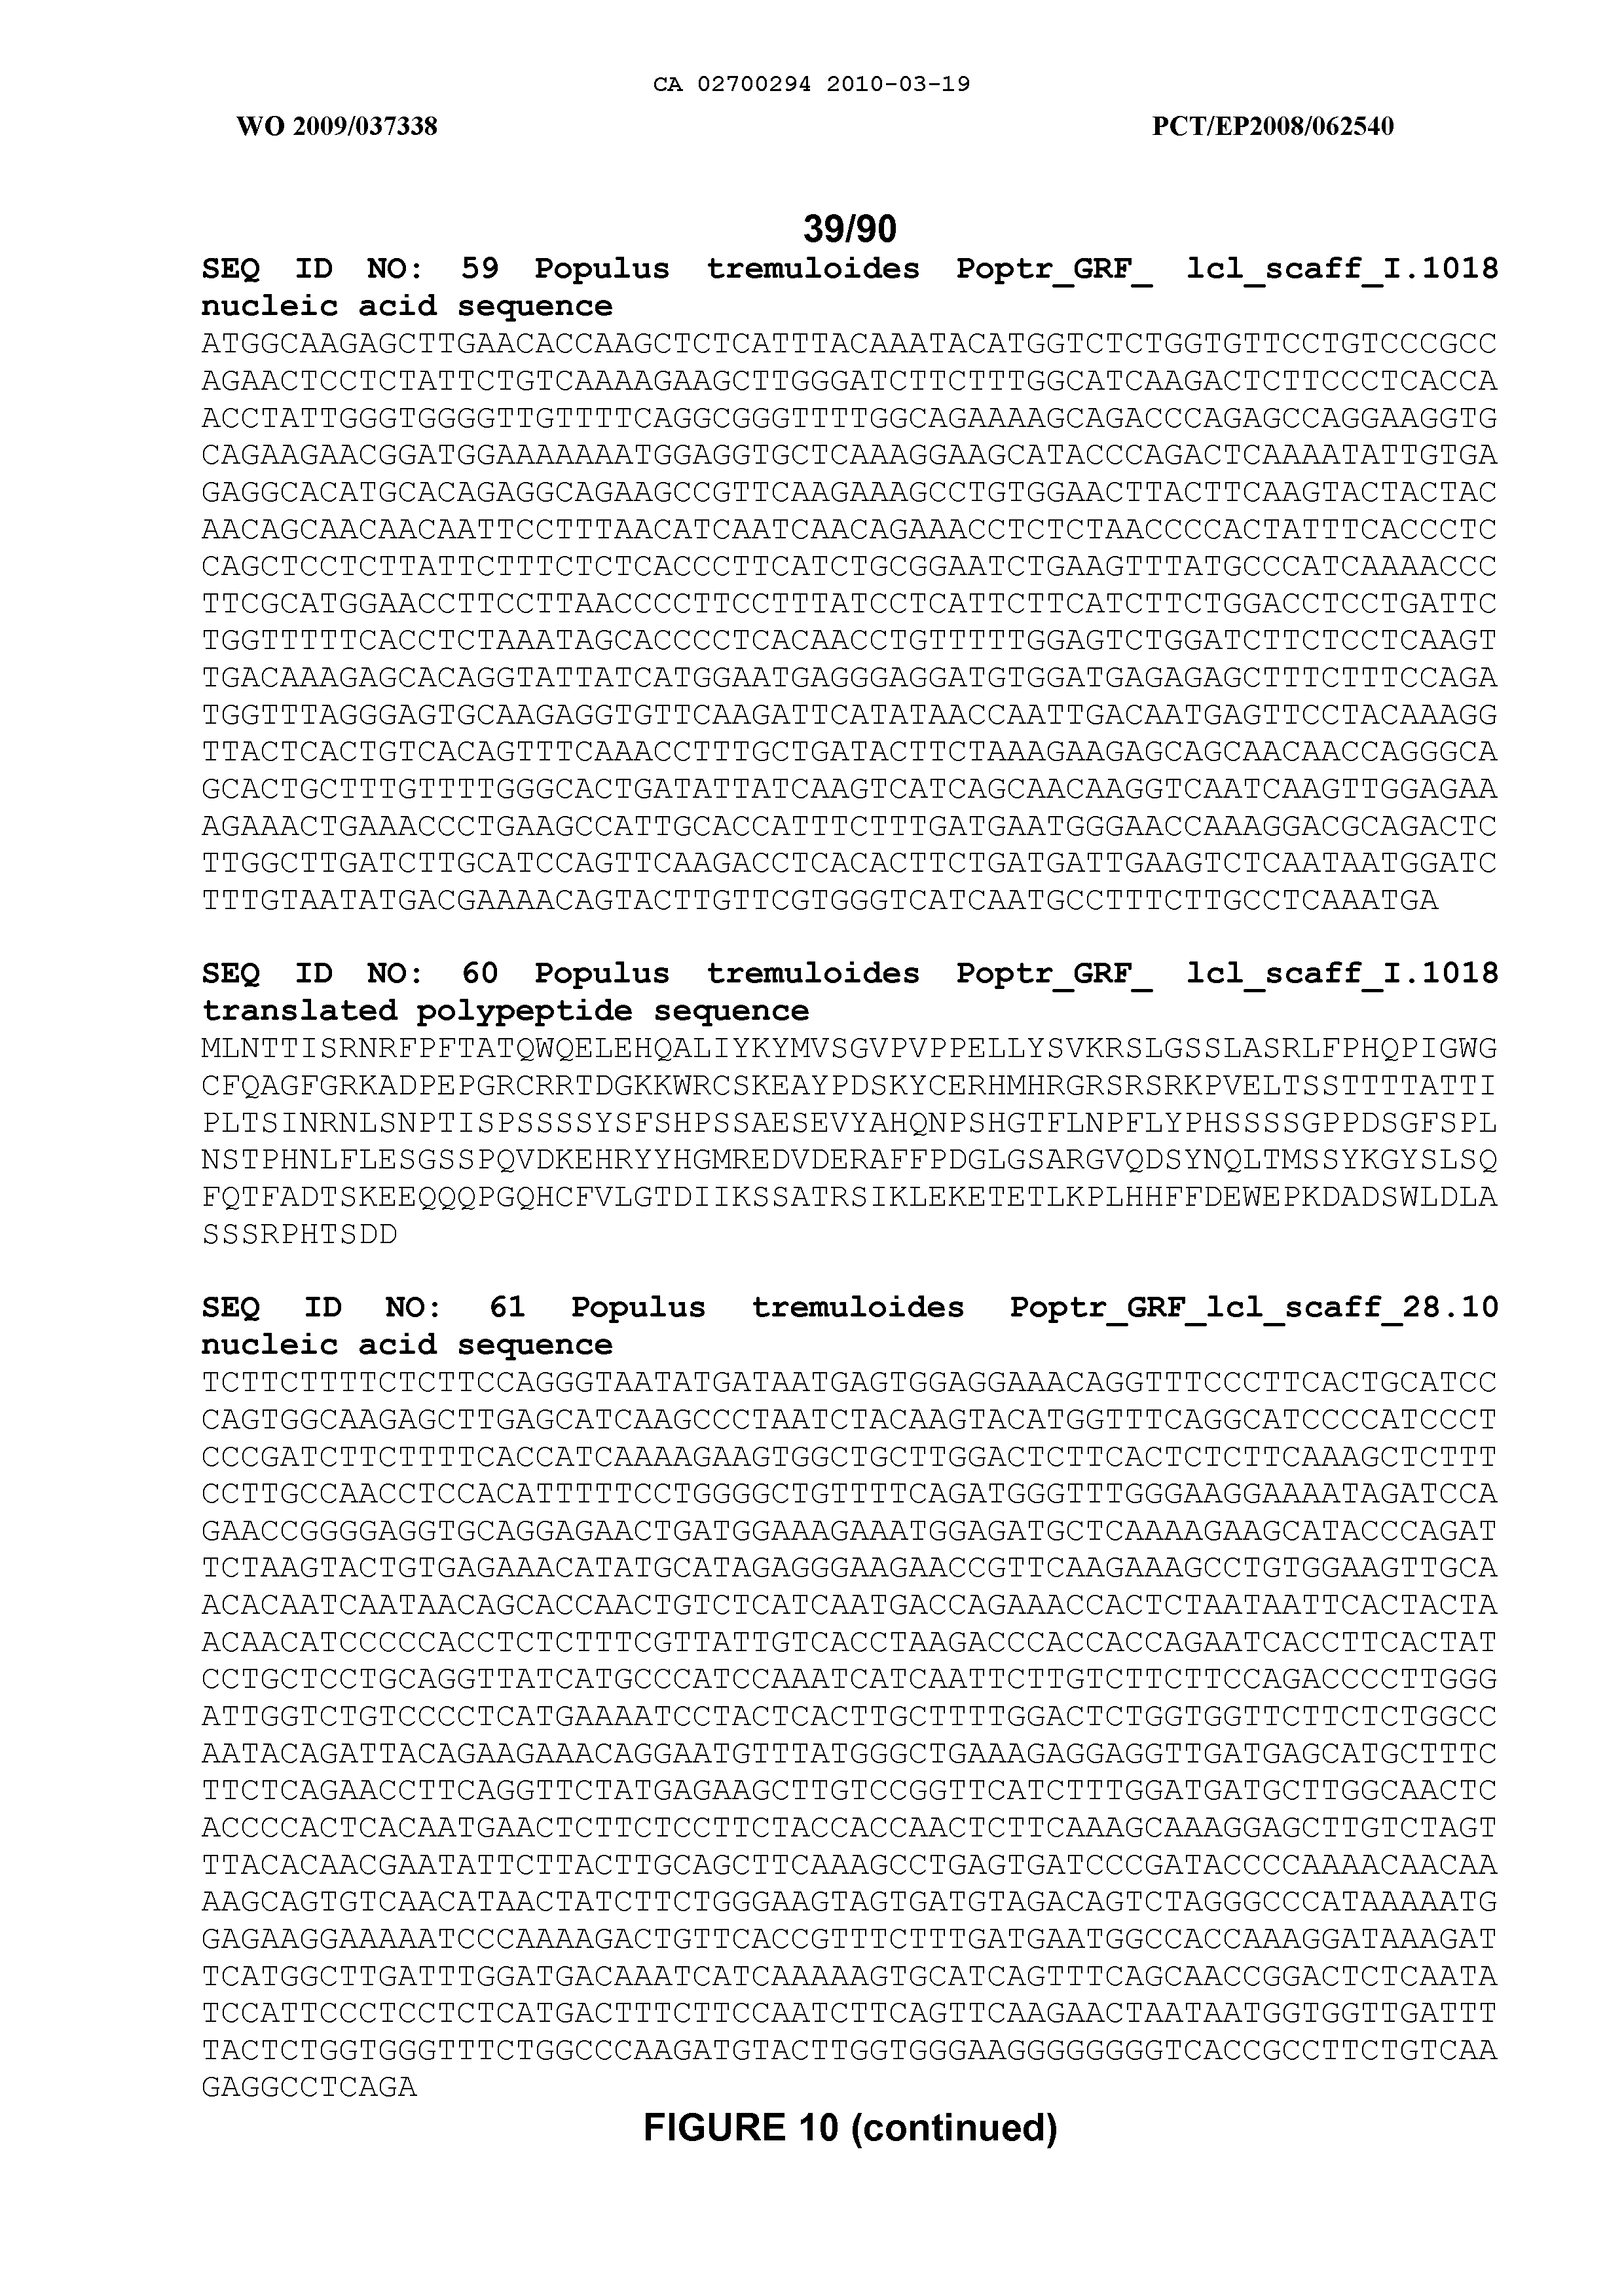 CA 02700294 2010-03-19
WO 2009/037338 PCT/EP2008/062540
39/90
SEQ ID NO: 59 Populus tremuloides Poptr_GRF_ lcl_scaff_I.1018
nucleic acid sequence
ATGGCAAGAGCTTGAACACCAAGCTCTCATTTACAAATACATGGTCTCTGGTGTTCCTGTCCCGCC
AGAACTCCTCTATTCTGTCAAAAGAAGCTTGGGATCTTCTTTGGCATCAAGACTCTTCCCTCACCA
ACCTATTGGGTGGGGTTGTTTTCAGGCGGGTTTTGGCAGAAAAGCAGACCCAGAGCCAGGAAGGTG
CAGAAGAACGGATGGAAAAAAATGGAGGTGCTCAAAGGAAGCATACCCAGACTCAAAATATTGTGA
GAGGCACATGCACAGAGGCAGAAGCCGTTCAAGAAAGCCTGTGGAACTTACTTCAAGTACTACTAC
AACAGCAACAACAATTCCTTTAACATCAATCAACAGAAACCTCTCTAACCCCACTATTTCACCCTC
CAGCTCCTCTTATTCTTTCTCTCACCCTTCATCTGCGGAATCTGAAGTTTATGCCCATCAAAACCC
TTCGCATGGAACCTTCCTTAACCCCTTCCTTTATCCTCATTCTTCATCTTCTGGACCTCCTGATTC
TGGTTTTTCACCTCTAAATAGCACCCCTCACAACCTGTTTTTGGAGTCTGGATCTTCTCCTCAAGT
TGACAAAGAGCACAGGTATTATCATGGAATGAGGGAGGATGTGGATGAGAGAGCTTTCTTTCCAGA
TGGTTTAGGGAGTGCAAGAGGTGTTCAAGATTCATATAACCAATTGACAATGAGTTCCTACAAAGG
TTACTCACTGTCACAGTTTCAAACCTTTGCTGATACTTCTAAAGAAGAGCAGCAACAACCAGGGCA
GCACTGCTTTGTTTTGGGCACTGATATTATCAAGTCATCAGCAACAAGGTCAATCAAGTTGGAGAA
AGAAACTGAAACCCTGAAGCCATTGCACCATTTCTTTGATGAATGGGAACCAAAGGACGCAGACTC
TTGGCTTGATCTTGCATCCAGTTCAAGACCTCACACTTCTGATGATTGAAGTCTCAATAATGGATC
TTTGTAATATGACGAAAACAGTACTTGTTCGTGGGTCATCAATGCCTTTCTTGCCTCAAATGA
SEQ ID NO: 60 Populus tremuloides Poptr_GRF_ lcl_scaff_I.1018
translated polypeptide sequence
MLNTTISRNRFPFTATQWQELEHQALIYKYMVSGVPVPPELLYSVKRSLGSSLASRLFPHQPIGWG
CFQAGFGRKADPEPGRCRRTDGKKWRCSKEAYPDSKYCERHMHRGRSRSRKPVELTSSTTTTATTI
PLTSINRNLSNPTISPSSSSYSFSHPSSAESEVYAHQNPSHGTFLNPFLYPHSSSSGPPDSGFSPL
NSTPHNLFLESGSSPQVDKEHRYYHGMREDVDERAFFPDGLGSARGVQDSYNQLTMSSYKGYSLSQ
FQTFADTSKEEQQQPGQHCFVLGTDIIKSSATRSIKLEKETETLKPLHHFFDEWEPKDADSWLDLA
SSSRPHTSDD
SEQ ID NO: 61 Populus tremuloides Poptr_GRF_lcl_scaff_28.10
nucleic acid sequence
TCTTCTTTTCTCTTCCAGGGTAATATGATAATGAGTGGAGGAAACAGGTTTCCCTTCACTGCATCC
CAGTGGCAAGAGCTTGAGCATCAAGCCCTAATCTACAAGTACATGGTTTCAGGCATCCCCATCCCT
CCCGATCTTCTTTTCACCATCAAAAGAAGTGGCTGCTTGGACTCTTCACTCTCTTCAAAGCTCTTT
CCTTGCCAACCTCCACATTTTTCCTGGGGCTGTTTTCAGATGGGTTTGGGAAGGAAAATAGATCCA
GAACCGGGGAGGTGCAGGAGAACTGATGGAAAGAAATGGAGATGCTCAAAAGAAGCATACCCAGAT
TCTAAGTACTGTGAGAAACATATGCATAGAGGGAAGAACCGTTCAAGAAAGCCTGTGGAAGTTGCA
ACACAATCAATAACAGCACCAACTGTCTCATCAATGACCAGAAACCACTCTAATAATTCACTACTA
ACAACATCCCCCACCTCTCTTTCGTTATTGTCACCTAAGACCCACCACCAGAATCACCTTCACTAT
CCTGCTCCTGCAGGTTATCATGCCCATCCAAATCATCAATTCTTGTCTTCTTCCAGACCCCTTGGG
ATTGGTCTGTCCCCTCATGAAAATCCTACTCACTTGCTTTTGGACTCTGGTGGTTCTTCTCTGGCC
AATACAGATTACAGAAGAAACAGGAATGTTTATGGGCTGAAAGAGGAGGTTGATGAGCATGCTTTC
TTCTCAGAACCTTCAGGTTCTATGAGAAGCTTGTCCGGTTCATCTTTGGATGATGCTTGGCAACTC
ACCCCACTCACAATGAACTCTTCTCCTTCTACCACCAACTCTTCAAAGCAAAGGAGCTTGTCTAGT
TTACACAACGAATATTCTTACTTGCAGCTTCAAAGCCTGAGTGATCCCGATACCCCAAAACAACAA
AAGCAGTGTCAACATAACTATCTTCTGGGAAGTAGTGATGTAGACAGTCTAGGGCCCATAAAAATG
GAGAAGGAAAAATCCCAAAAGACTGTTCACCGTTTCTTTGATGAATGGCCACCAAAGGATAAAGAT
TCATGGCTTGATTTGGATGACAAATCATCAAAAAGTGCATCAGTTTCAGCAACCGGACTCTCAATA
TCCATTCCCTCCTCTCATGACTTTCTTCCAATCTTCAGTTCAAGAACTAATAATGGTGGTTGATTT
TACTCTGGTGGGTTTCTGGCCCAAGATGTACTTGGTGGGAAGGGGGGGGTCACCGCCTTCTGTCAA
GAGGCCTCAGA
FIGURE 10 (continued)